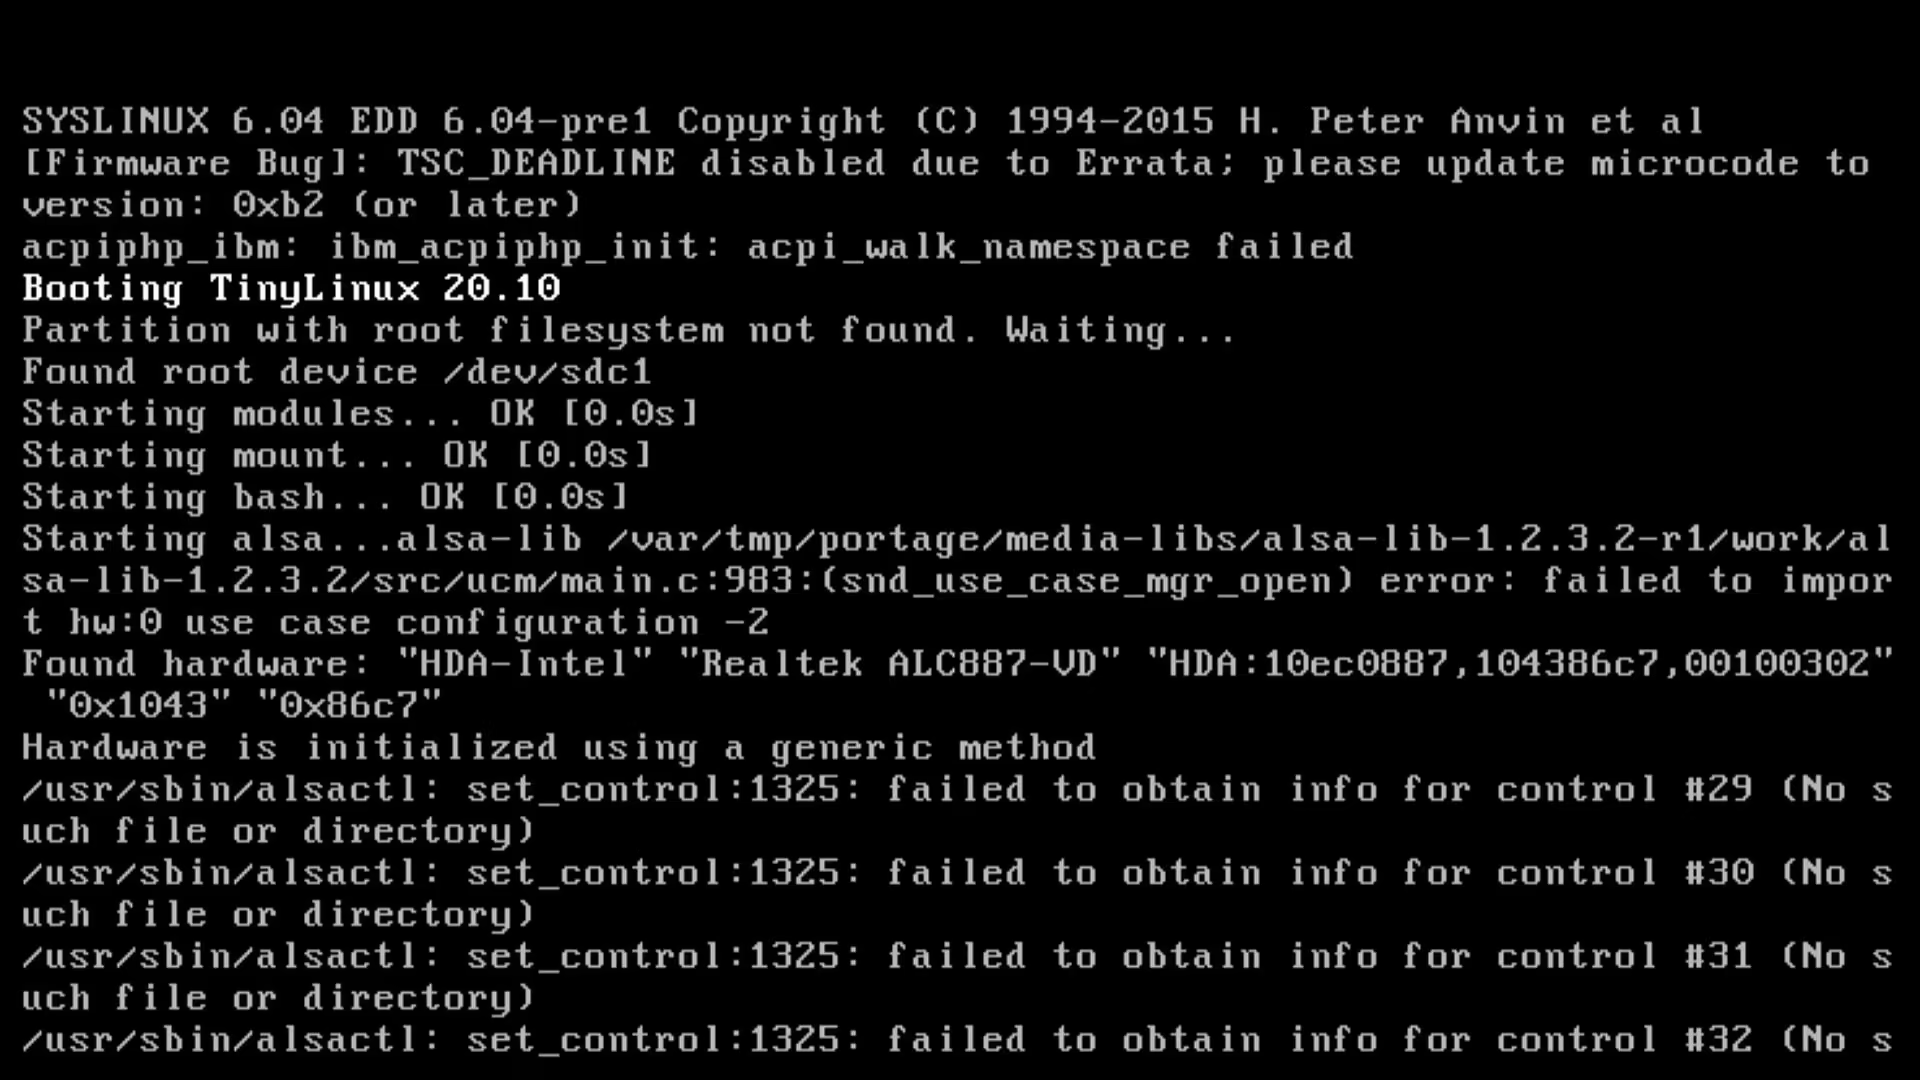 SYSLINUX 6.04 EDD 6.04-pre1 Copyright (C) 1994-2015 H. Peter Anvin et al
[Firmware Bug]: TSC_DEADLINE disabled due to Errata; please update microcode to
version: 0xb2 (or later)
acpiphp_ibm: ibm_acpiphp_init: acpi_walk_namespace failed
Booting TinyLinux 20.10
Partition with root filesystem not found. Waiting...
Found root device /dev/sdc1
Starting modules... OK [0.0s]
Starting mount... OK [0.0s]
Starting bash... OK [0.0s]
Starting alsa...alsa-lib /var/tmp/portage/media-libs/alsa-lib-1.2.3.2-r1/work/al
sa-lib-1.2.3.2/src/ucm/main.c:983:(snd_use_case_mgr_open) error: failed to impor
t hw:0 use case configuration -2
Found hardware: "HDA-Intel" "Realtek ALC887-VD" "HDA:10ec0887,104386c7,00100302"
 "0x1043" "0x86c7"
Hardware is initialized using a generic method
/usr/sbin/alsactl: set_control:1325: failed to obtain info for control #29 (No s
uch file or directory)
/usr/sbin/alsactl: set_control:1325: failed to obtain info for control #30 (No s
uch file or directory)
/usr/sbin/alsactl: set_control:1325: failed to obtain info for control #31 (No s
uch file or directory)
/usr/sbin/alsactl: set_control:1325: failed to obtain info for control #32 (No s